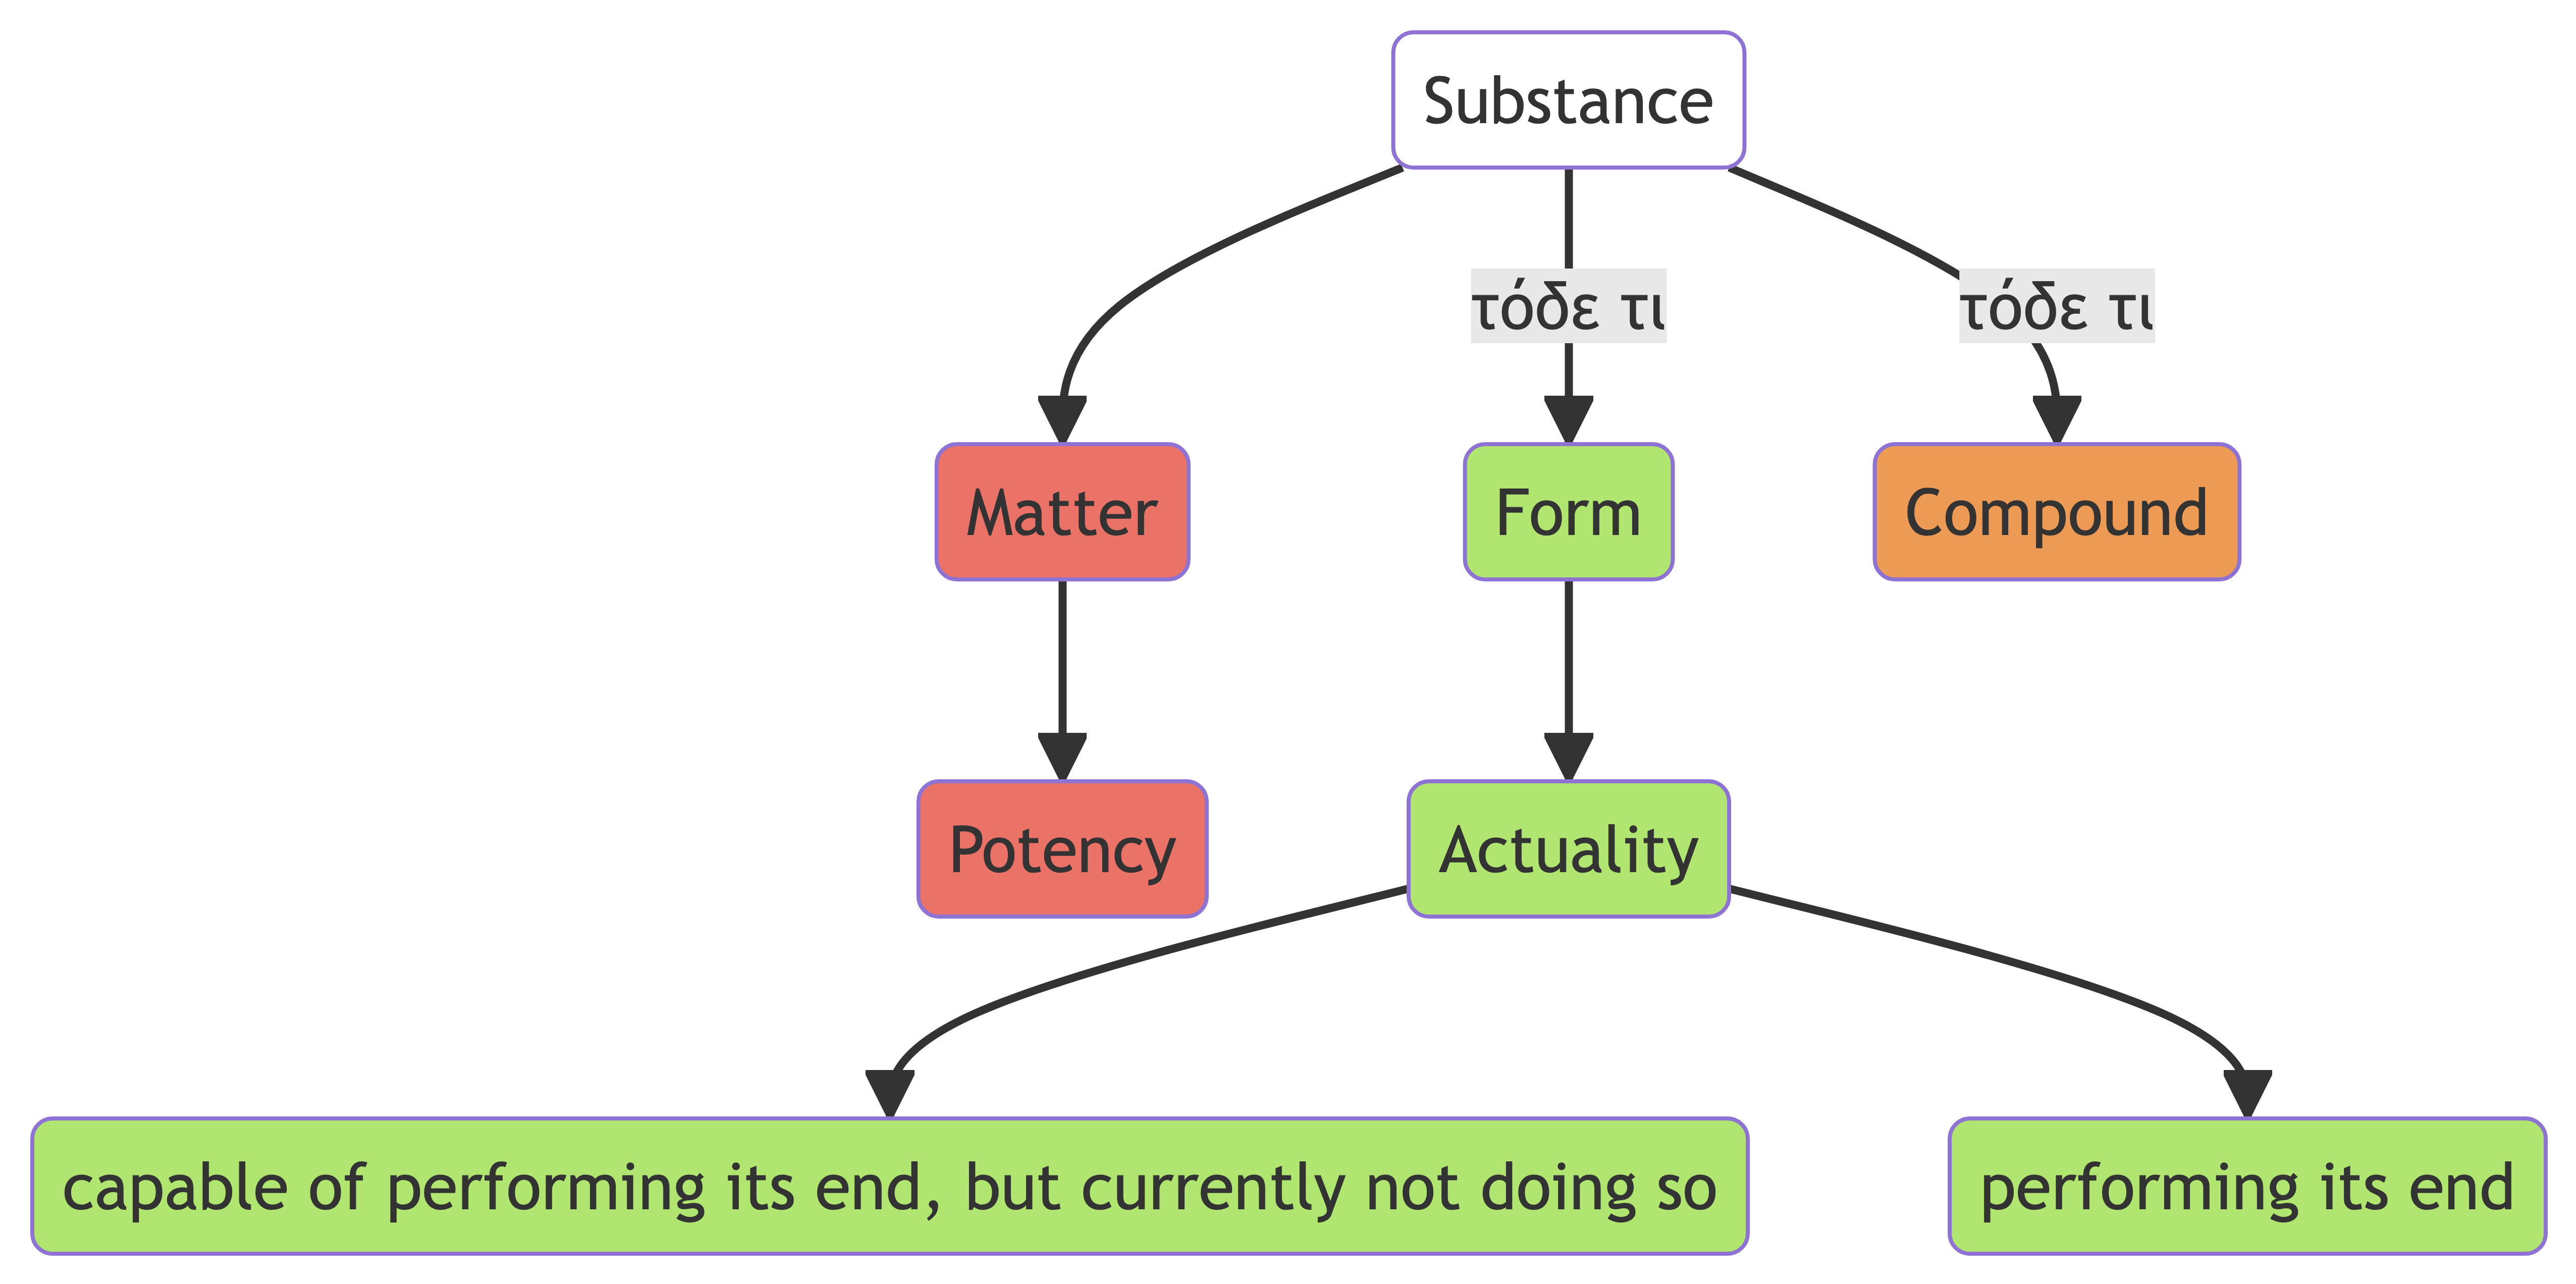 Substance
τόδε τι
τόδε τι
Matter
Form
Compound
Potency
Actuality
capable of performing its end, but currently not doing so
performing its end